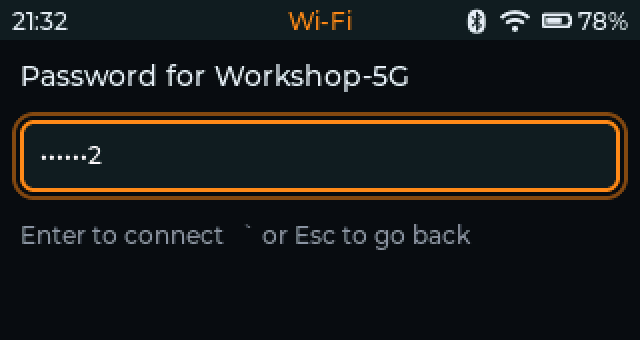 21:32 Wi-Fi 78%
Password for Workshop-5G
••••••2
Enter to connect ` or Esc to go back